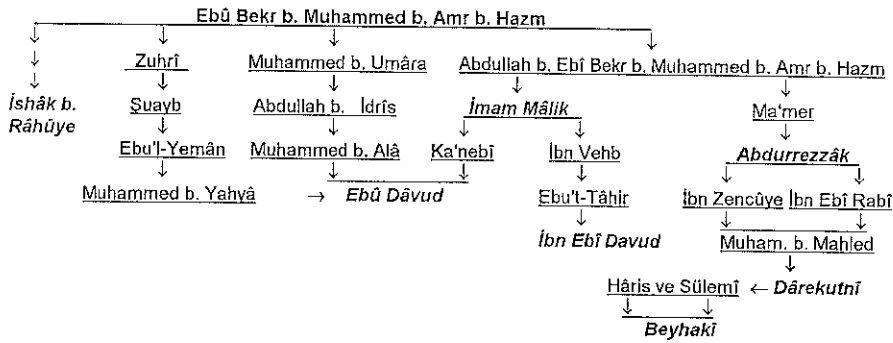 Ebû Bekr b. Muhammed b. Amr b. Hazm
Zuhrî Muhammed b. Umâra Abdullah b. Ebî Bekr b. Muhammed b. Amr b. Hazm
İshâk b. Râhûye
Şuayb Abdullah b. İdrîs İmam Mâlik Ma'mer
Ebu'l-Yemân Muhammed b. Alâ Ka'nebî İbn Vehb Abdurrezzâk
Muhammed b. Yahyâ → Ebû Dâvud Ebu't-Tâhir İbn Zencûye İbn Ebî Rabî
İbn Ebî Davud Muham. b. Mahled
Hâris ve Sülemî ← Dârekutnî
Beyhakî